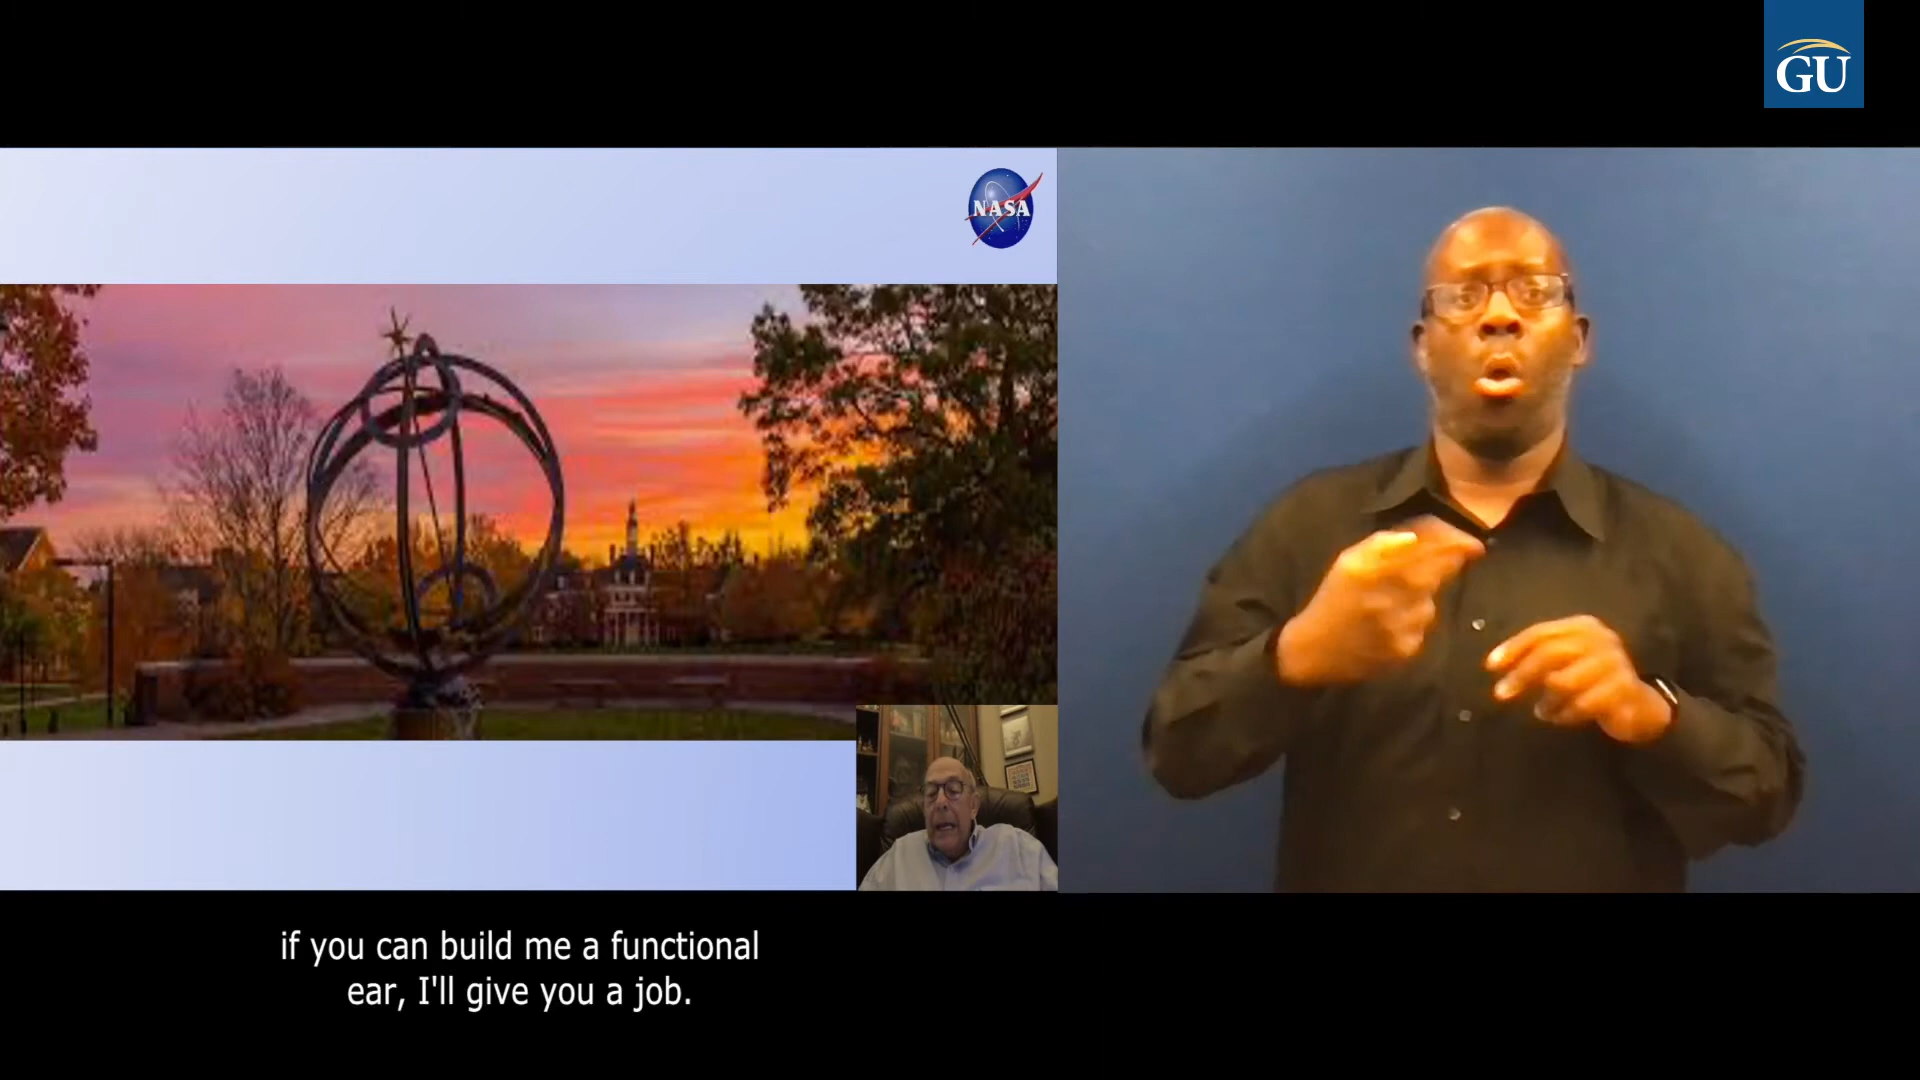 GU
NASA
if you can build me a functional
ear, I'll give you a job.